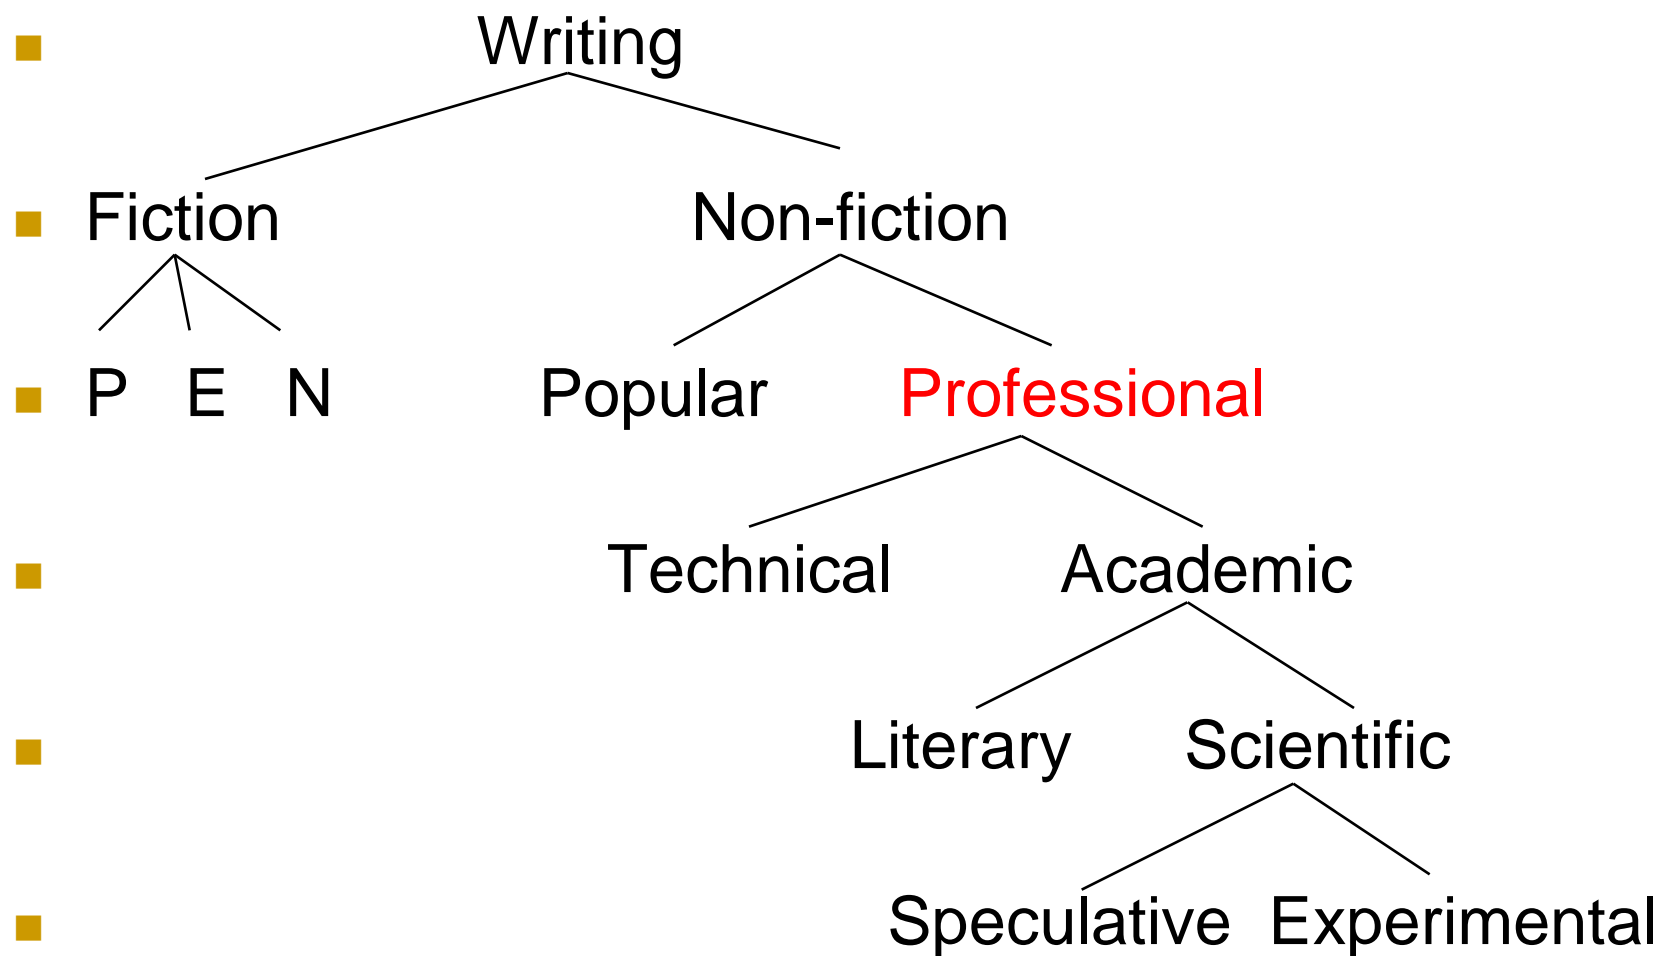 Writing
Fiction Non-fiction
P E N Popular Professional
Technical Academic
Literary Scientific
Speculative Experimental